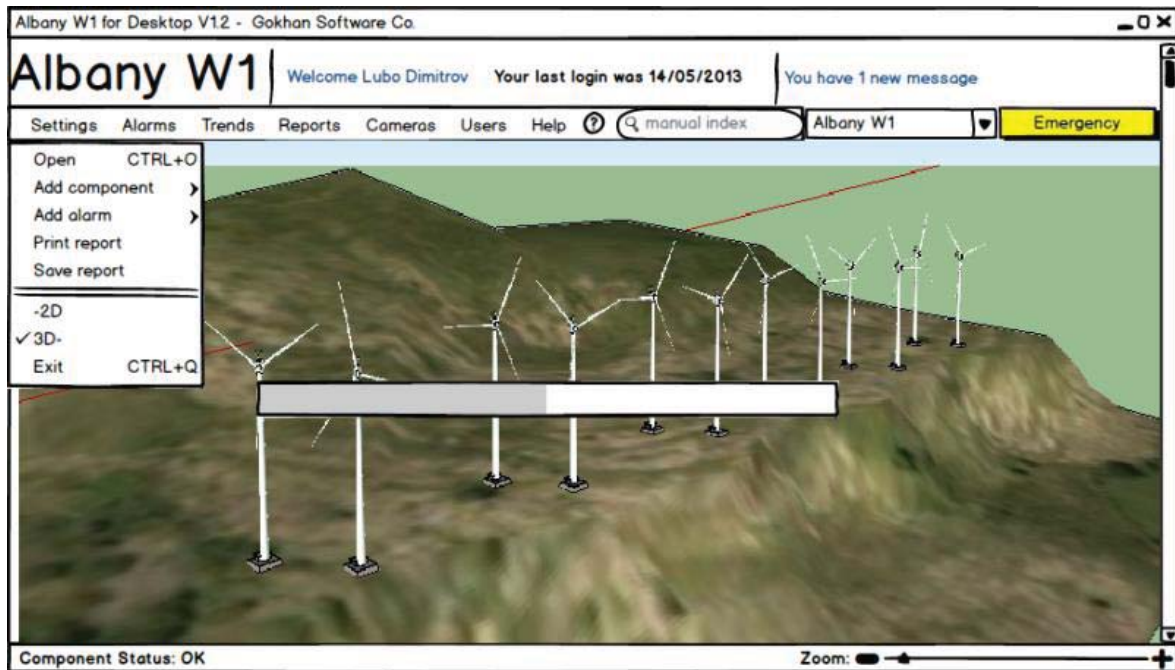 Albany W1 for Desktop V1.2 - Gokhan Software Co.
Albany W1
Welcome Lubo Dimitrov
Your last login was 14/05/2013
You have 1 new message
Settings Alarms Trends Reports Cameras Users Help ? manual index Albany W1 Emergency
Open CTRL+O
Add component
Add alarm
Print report
Save report
-2D
3D-
Exit CTRL+Q
Component Status: OK
Zoom: